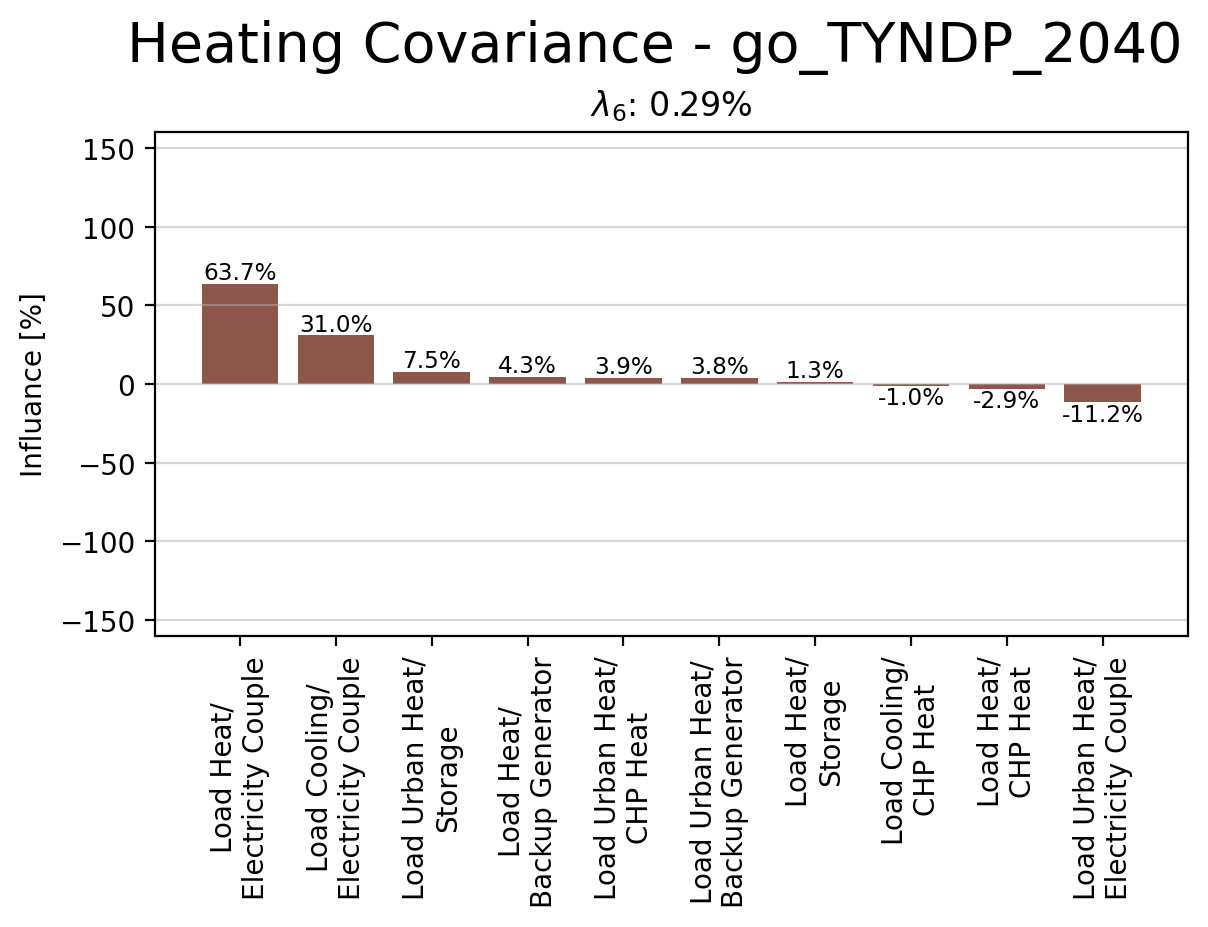 Heating Covariance - go_TYNDP_2040
λ6: 0.29%
Influance [%]
150
100
50
0
−50
−100
−150
63.7%
31.0%
7.5%
4.3%
3.9%
3.8%
1.3%
-1.0%
-2.9%
-11.2%
Load Heat/
Electricity Couple
Load Cooling/
Electricity Couple
Load Urban Heat/
Storage
Load Heat/
Backup Generator
Load Urban Heat/
CHP Heat
Load Urban Heat/
Backup Generator
Load Heat/
Storage
Load Cooling/
CHP Heat
Load Heat/
CHP Heat
Load Urban Heat/
Electricity Couple